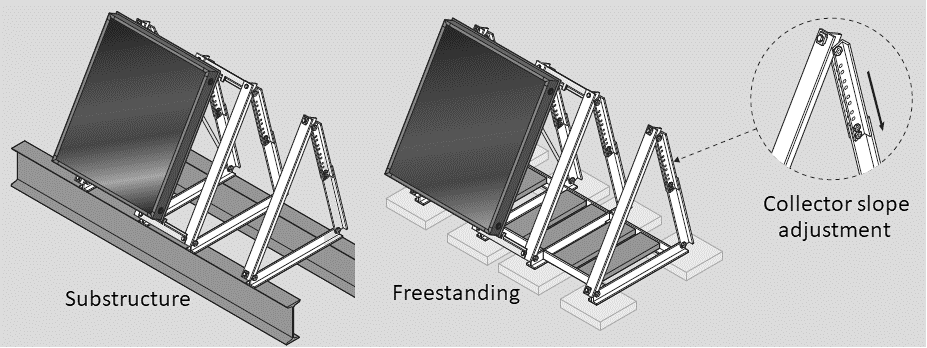 Substructure
Freestanding
Collector slope
adjustment